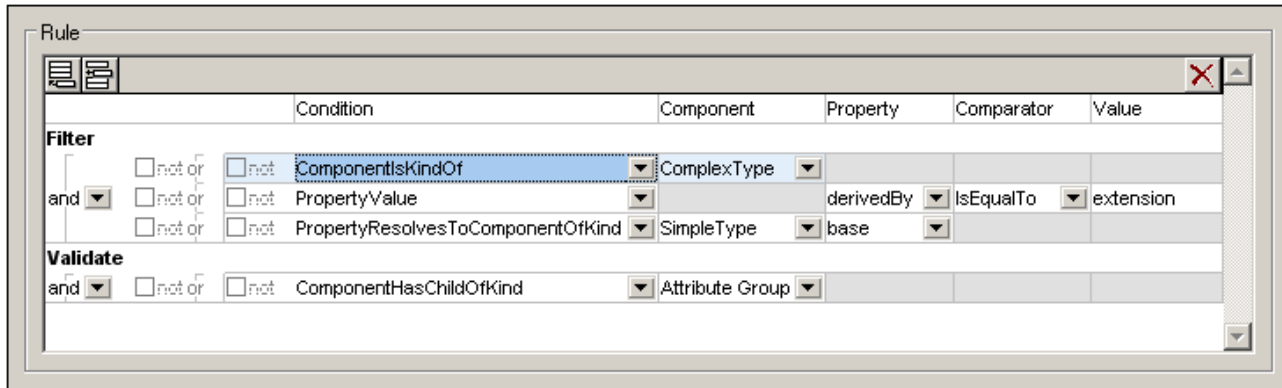 Rule
Condition Component Property Comparator Value
Filter
not or not ComponentIsKindOf ComplexType
and not or not PropertyValue derivedBy IsEqualTo extension
not or not PropertyResolvesToComponentOfKind SimpleType base
Validate
and not or not ComponentHasChildOfKind Attribute Group